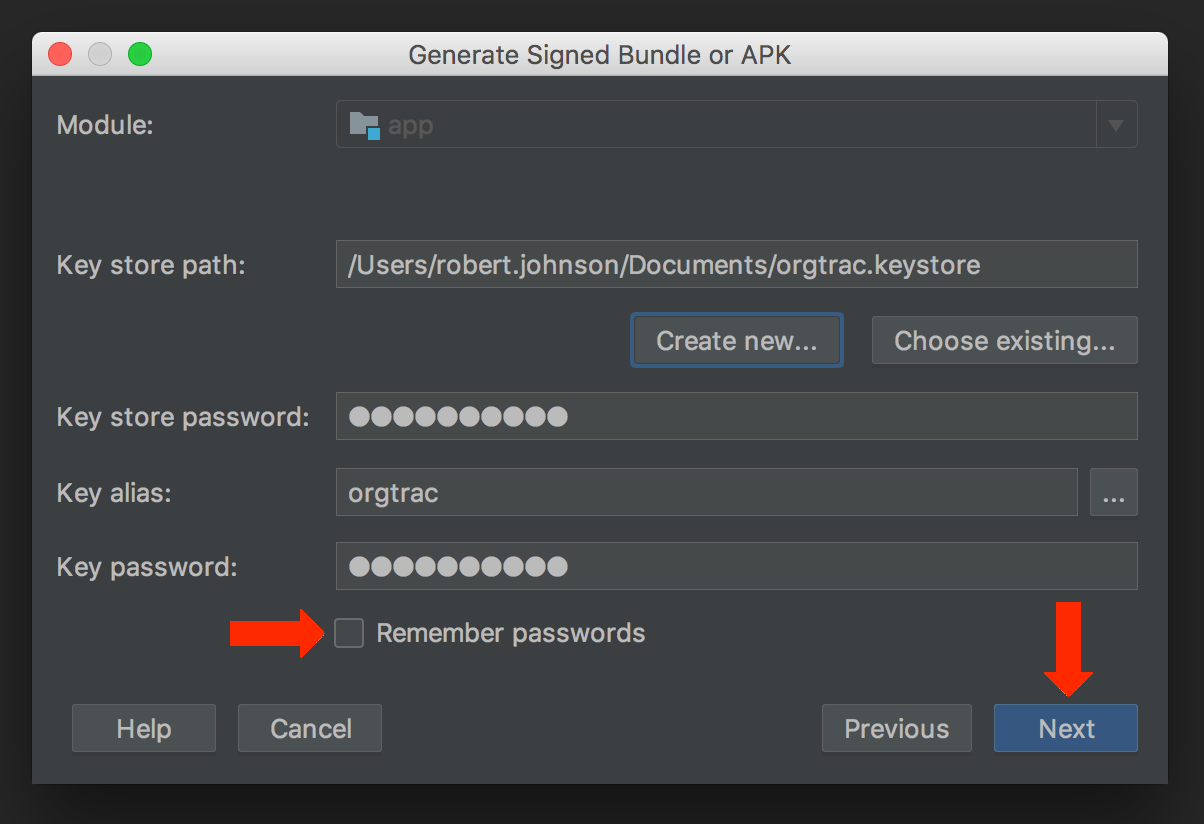 Generate Signed Bundle or APK
Module: app
Key store path: /Users/robert.johnson/Documents/orgtrac.keystore
Create new... Choose existing...
Key store password: ●●●●●●●●●●
Key alias: orgtrac ...
Key password: ●●●●●●●●●●
Remember passwords
Help Cancel Previous Next